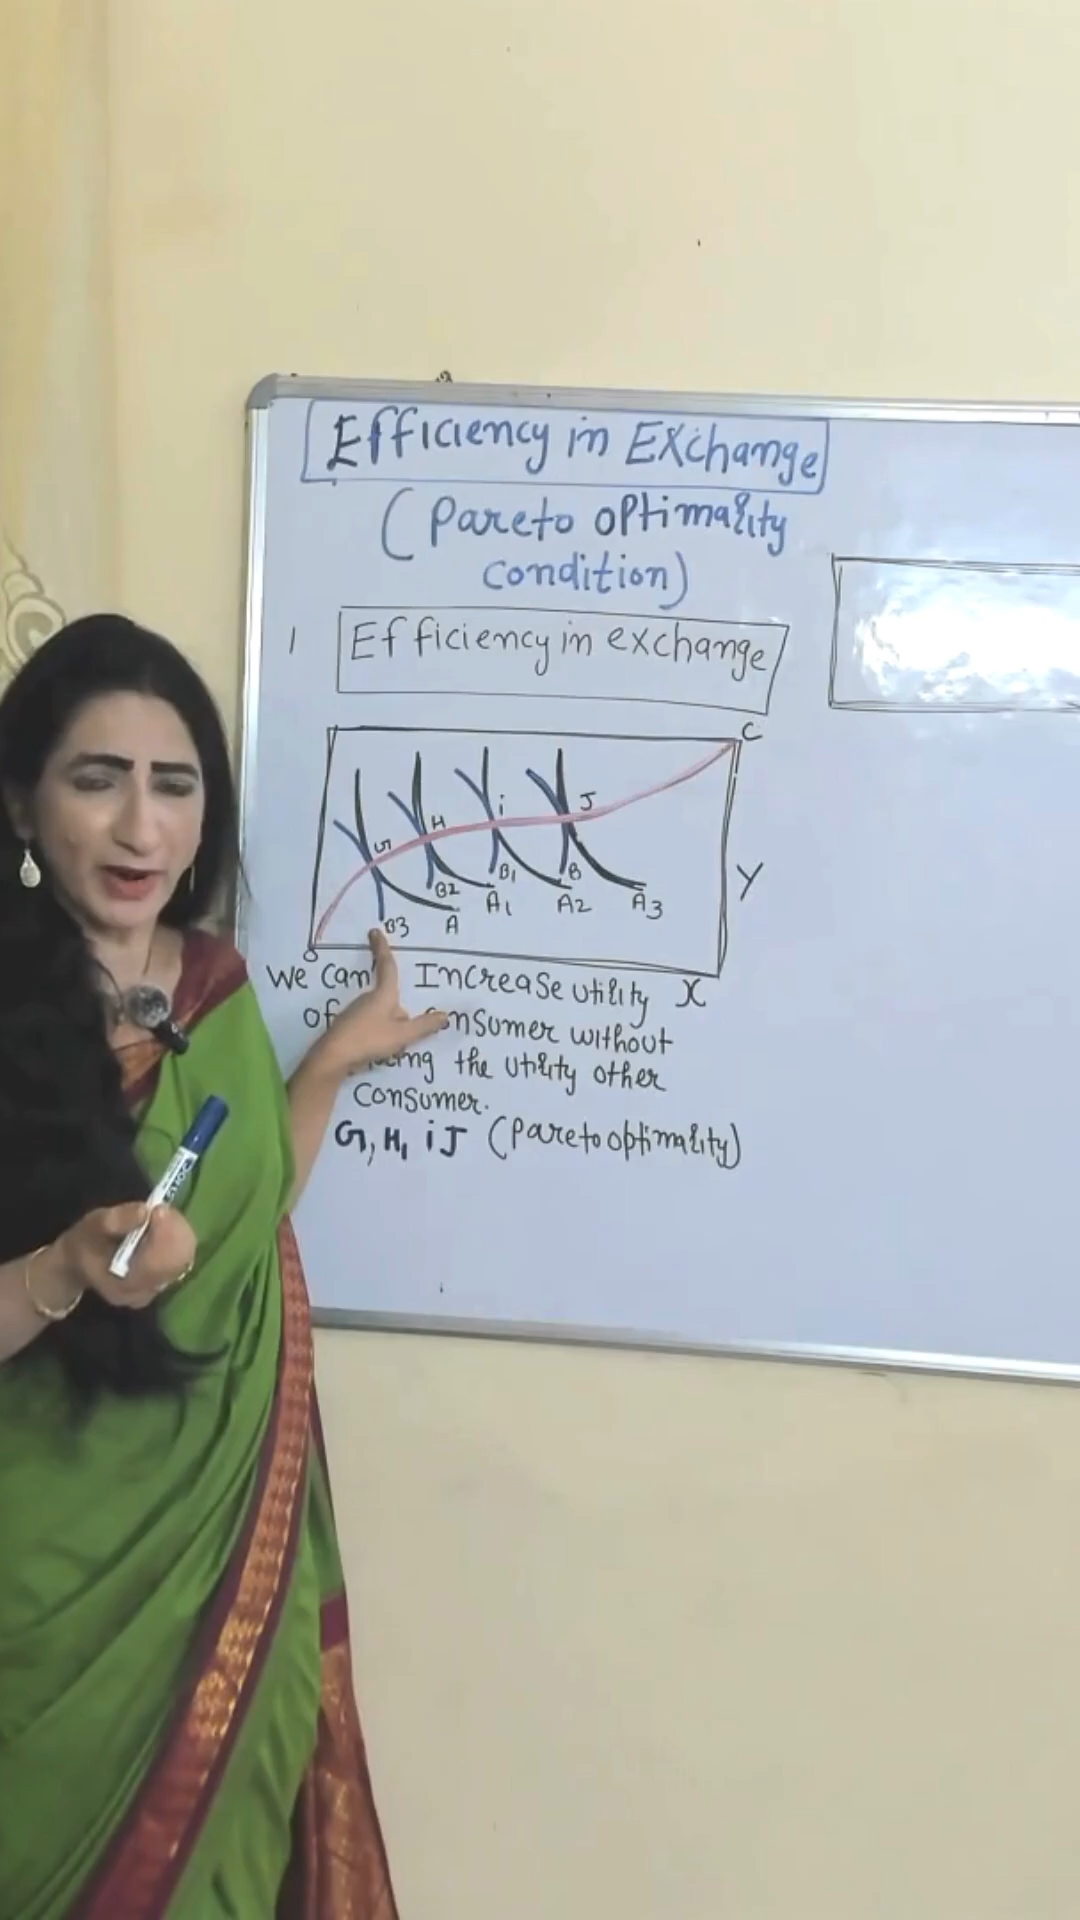 Efficiency in Exchange
(Pareto optimality
condition)
1 Efficiency in exchange
C
J
i
H
G
B1
B
B2
Y
A1
A2
A3
B3
A
We can Increase utility X
of consumer without
the utility other
consumer.
G, H, i J (Pareto optimality)